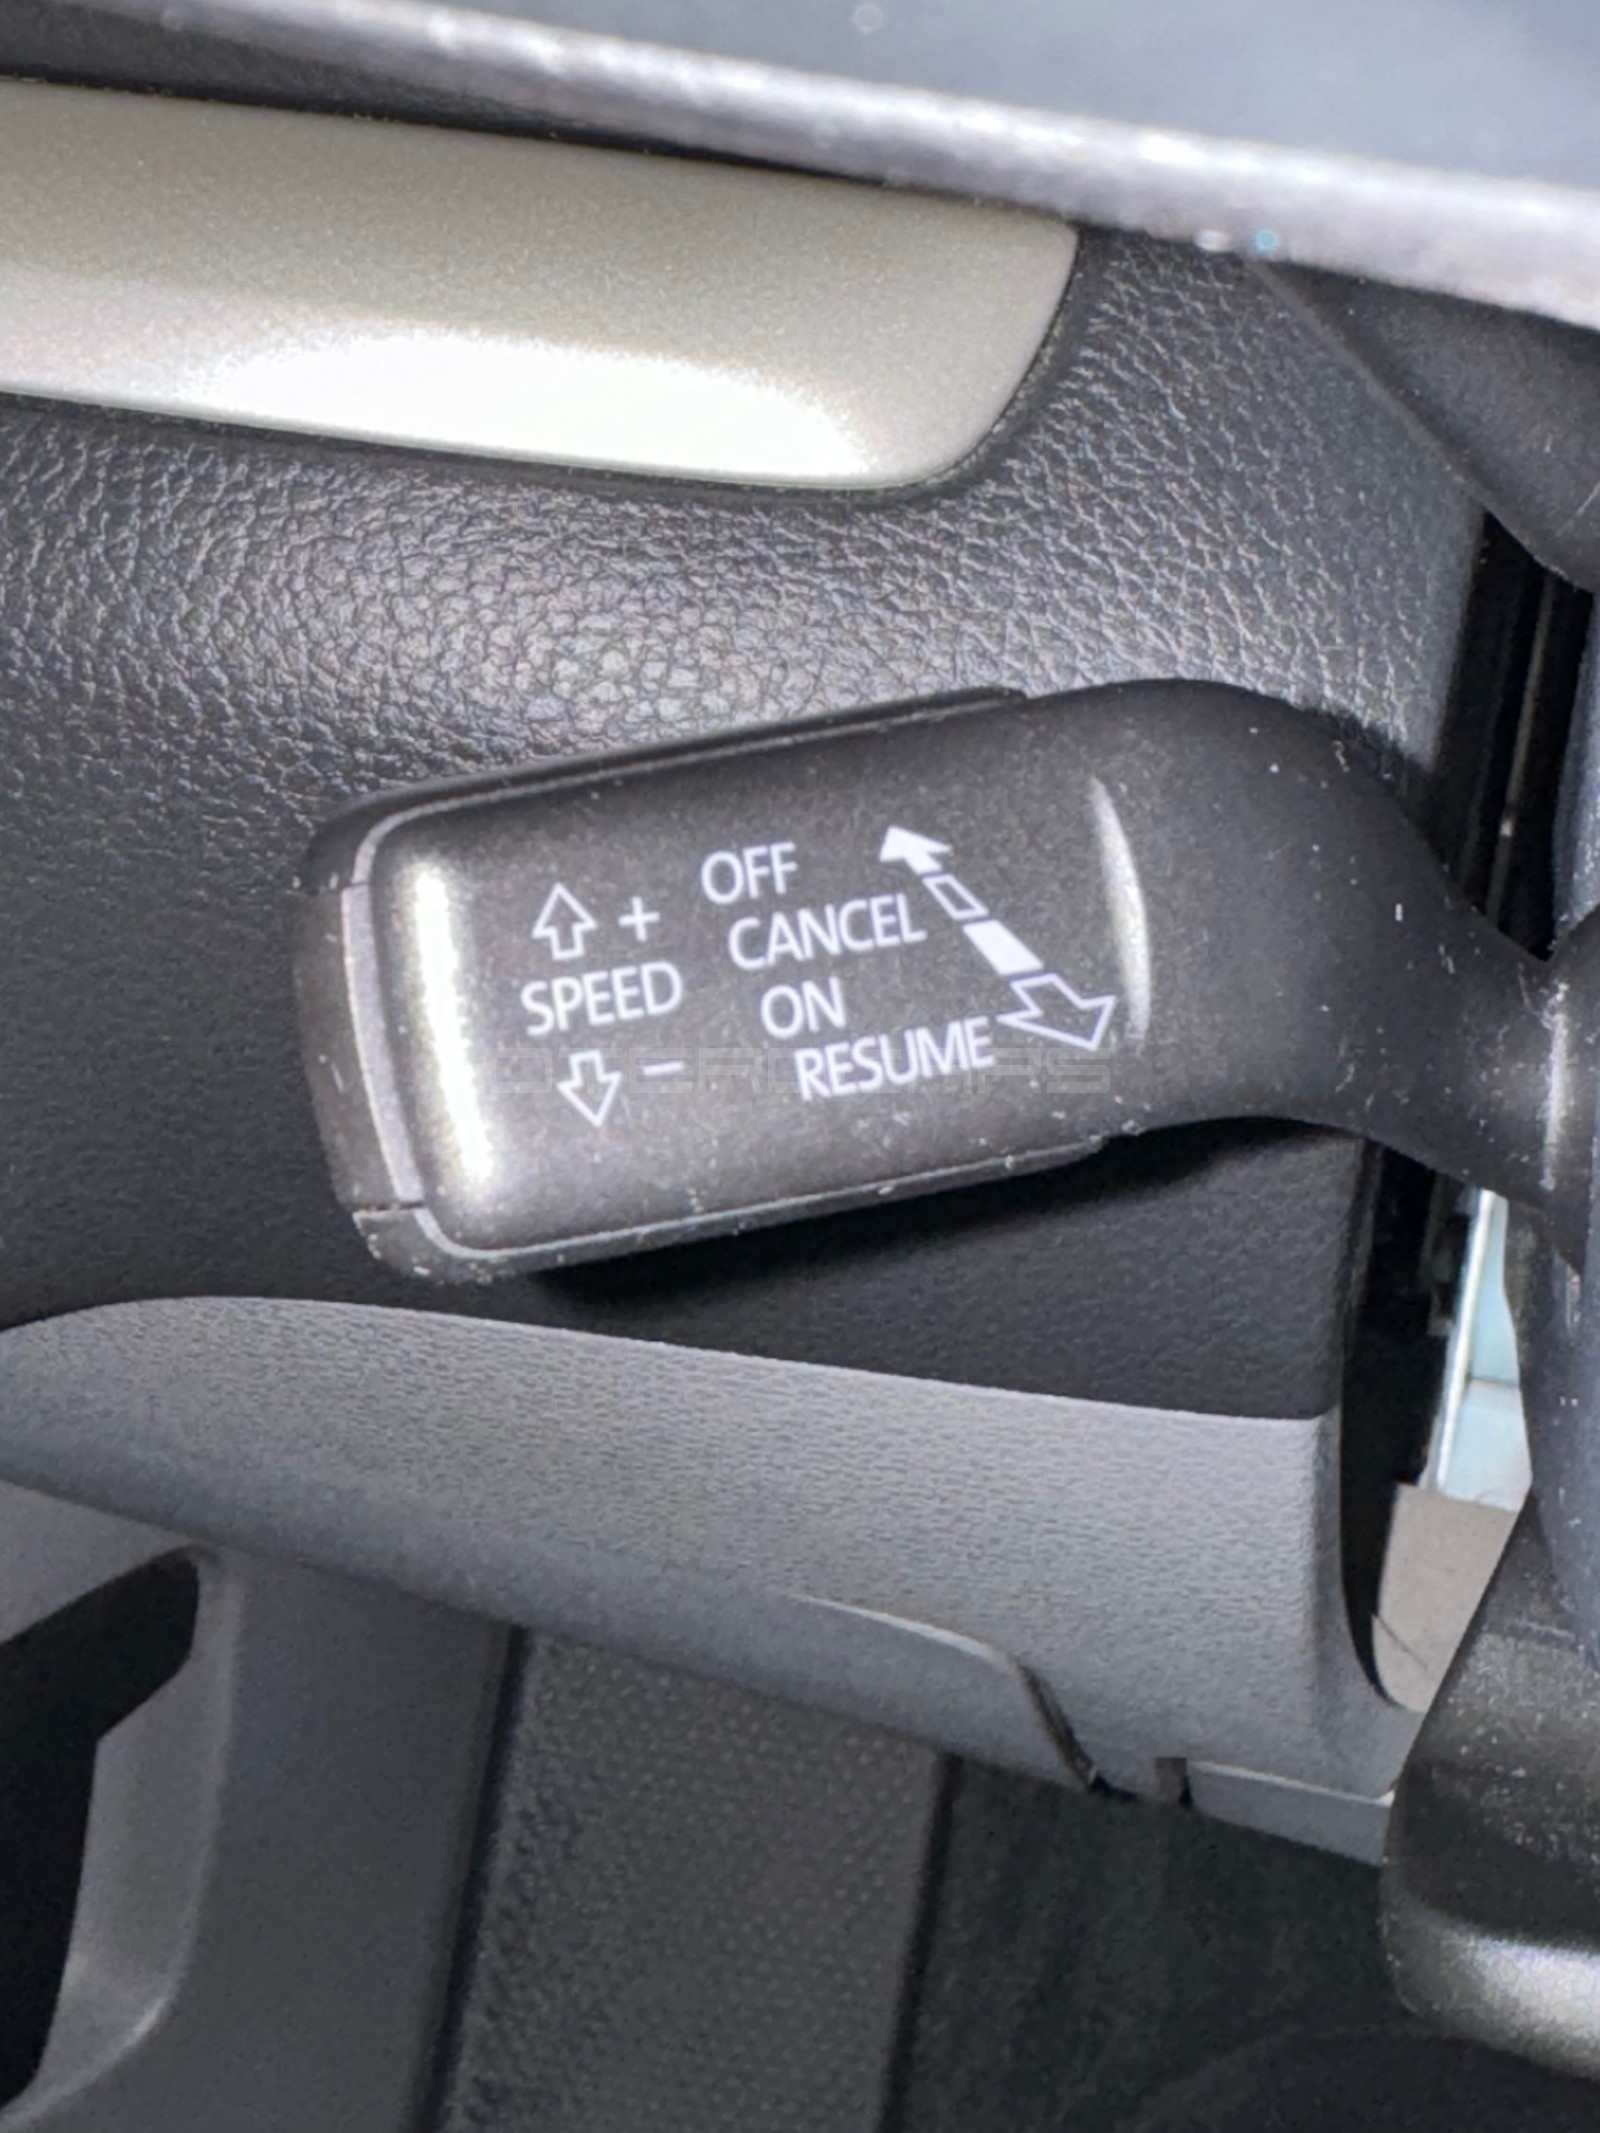 +
SPEED
-
OFF
CANCEL
ON
RESUME